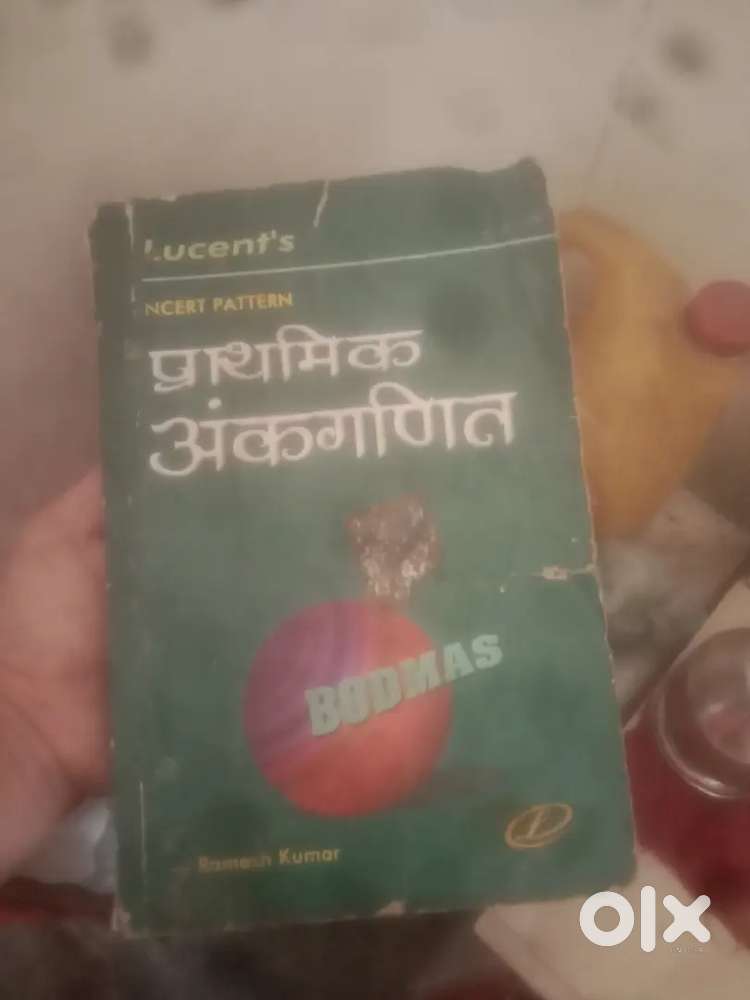 Lucent's
NCERT PATTERN
प्राथमिक
अंकगणित
BODMAS
Ramesh Kumar
olx